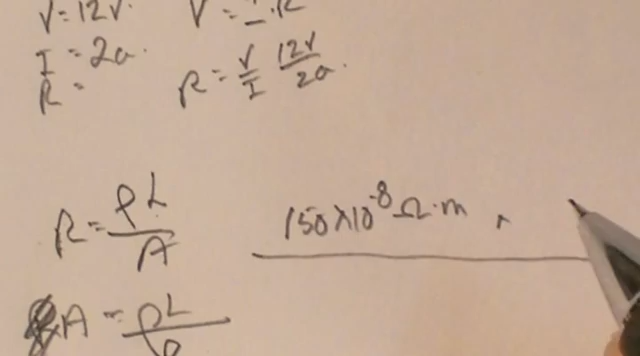 V = 12V. V = I.R
I = 2a.
R = R = V/I 12V/2a.
R = ρL/A 150×10^-8 Ω·m
A = ρL/R